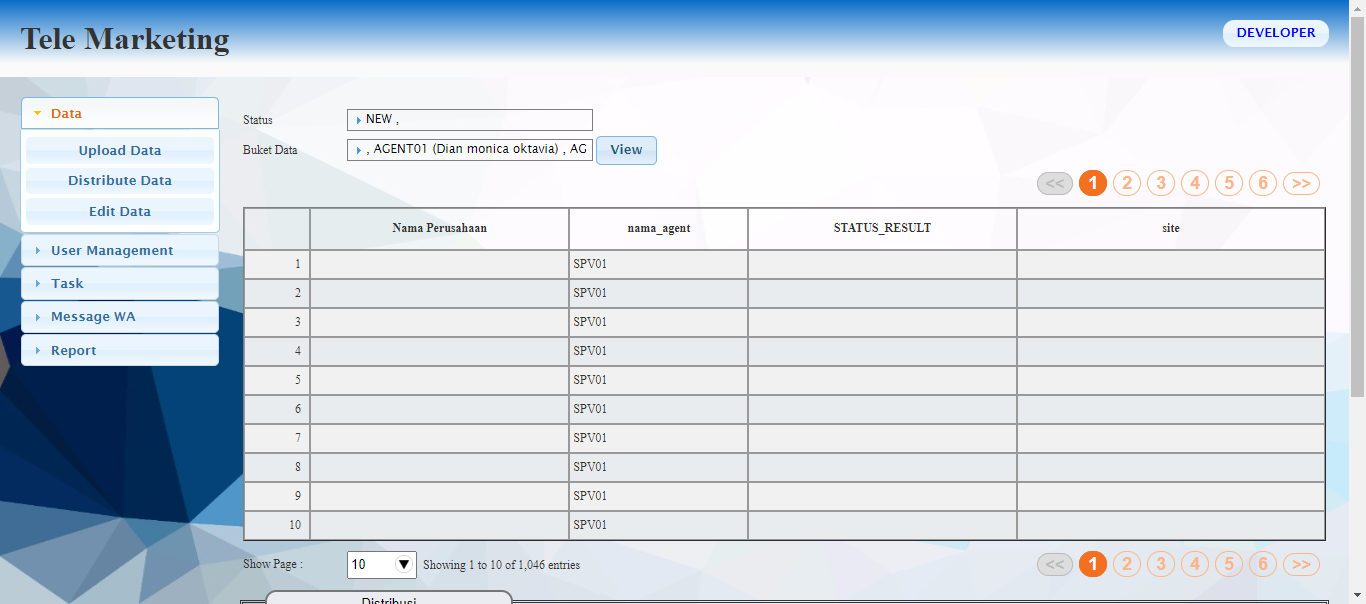 Tele Marketing
DEVELOPER
Data
Upload Data
Distribute Data
Edit Data
User Management
Task
Message WA
Report
Status
NEW ,
Buket Data
, AGENT01 (Dian monica oktavia) , AG
View
<< 1 2 3 4 5 6 >>
Nama Perusahaan nama_agent STATUS_RESULT site
1 SPV01
2 SPV01
3 SPV01
4 SPV01
5 SPV01
6 SPV01
7 SPV01
8 SPV01
9 SPV01
10 SPV01
Show Page : 10 Showing 1 to 10 of 1,046 entries
<< 1 2 3 4 5 6 >>
Distribusi